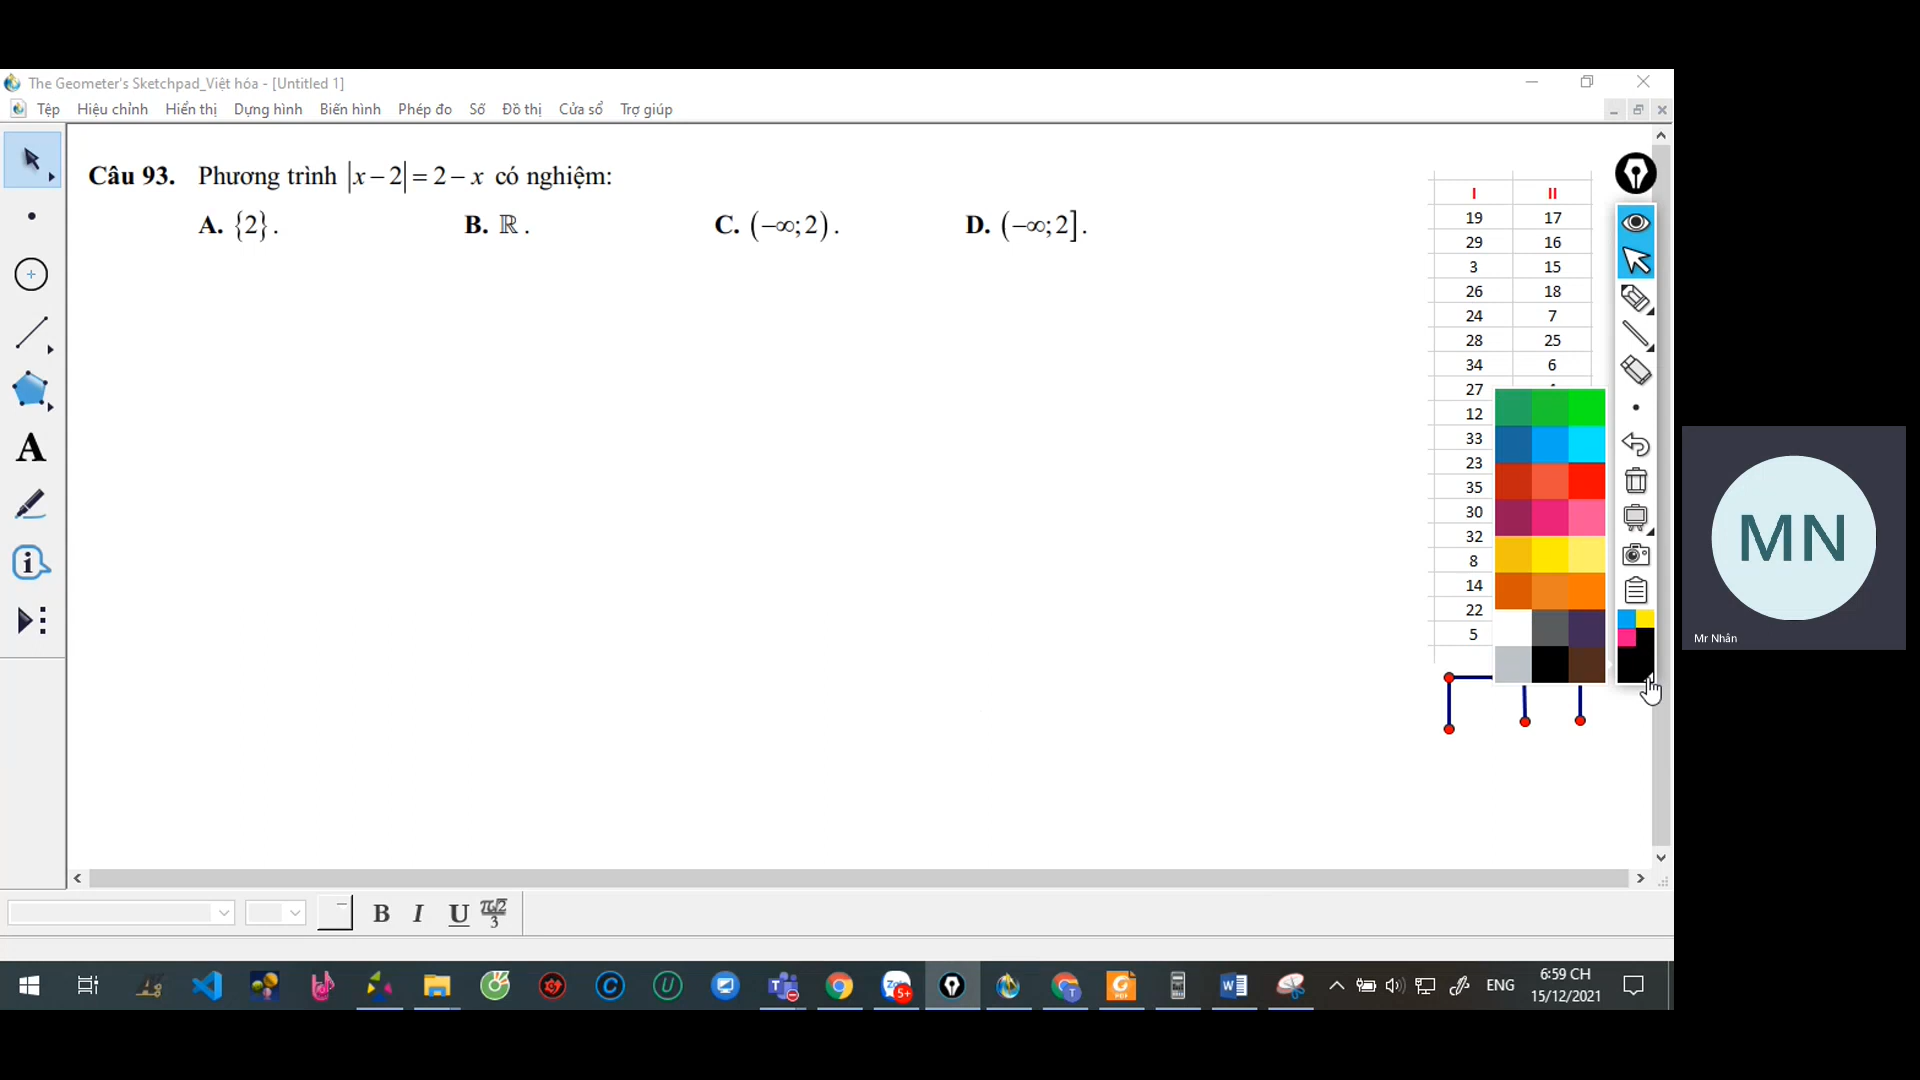 The Geometer's Sketchpad_Việt hóa - [Untitled 1]
Tệp Hiệu chỉnh Hiển thị Dựng hình Biến hình Phép đo Số Đồ thị Cửa sổ Trợ giúp
Câu 93. Phương trình |x − 2| = 2 − x có nghiệm:
A. {2}. B. ℝ. C. (−∞; 2). D. (−∞; 2].
I II
19 17
29 16
3 15
26 18
24 7
28 25
34 6
27
12
33
23
35
30
32
8
14
22
5
A
MN
Mr Nhân
B I U π√2/3
5+
ENG
6:59 CH
15/12/2021